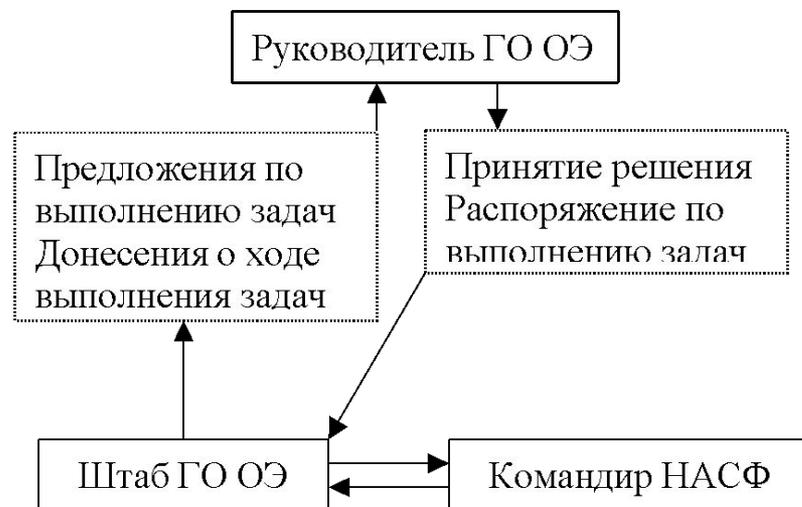 Руководитель ГО ОЭ
Предложения по
выполнению задач
Донесения о ходе
выполнения задач
Принятие решения
Распоряжение по
выполнению задач
Штаб ГО ОЭ
Командир НАСФ